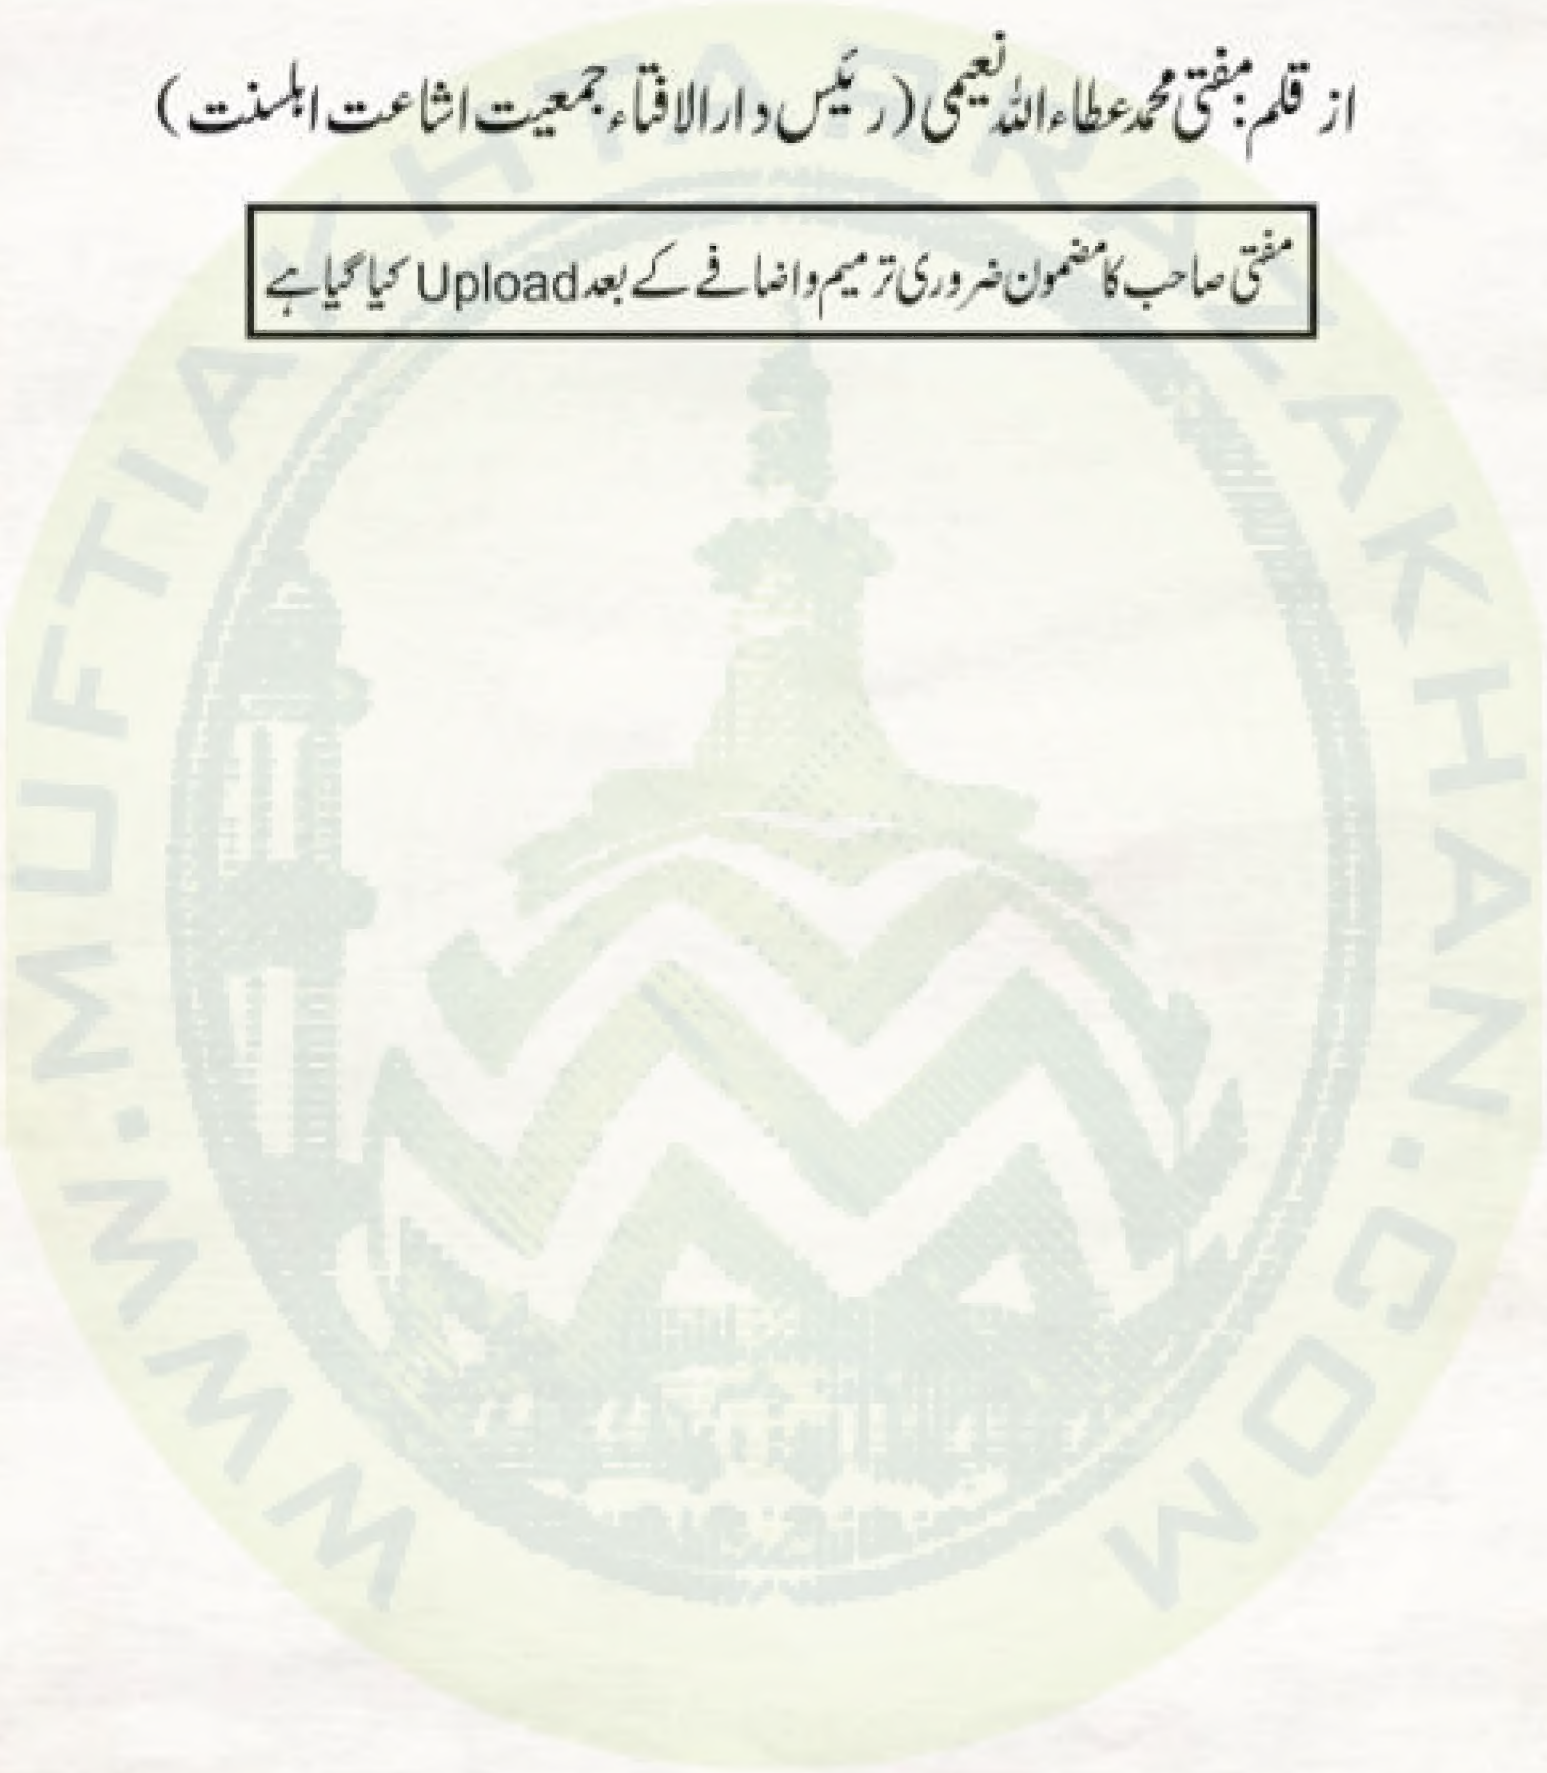 از قلم: مفتی محمد عطاء اللہ نعیمی (رئیس دارالافتاء جمعیت اشاعت اہلسنت)
مفتی صاحب کا مضمون ضروری ترمیم و اضافے کے بعد Upload کیا گیا ہے
WWW.MUFTIAKHTARRAZAKHAN.COM